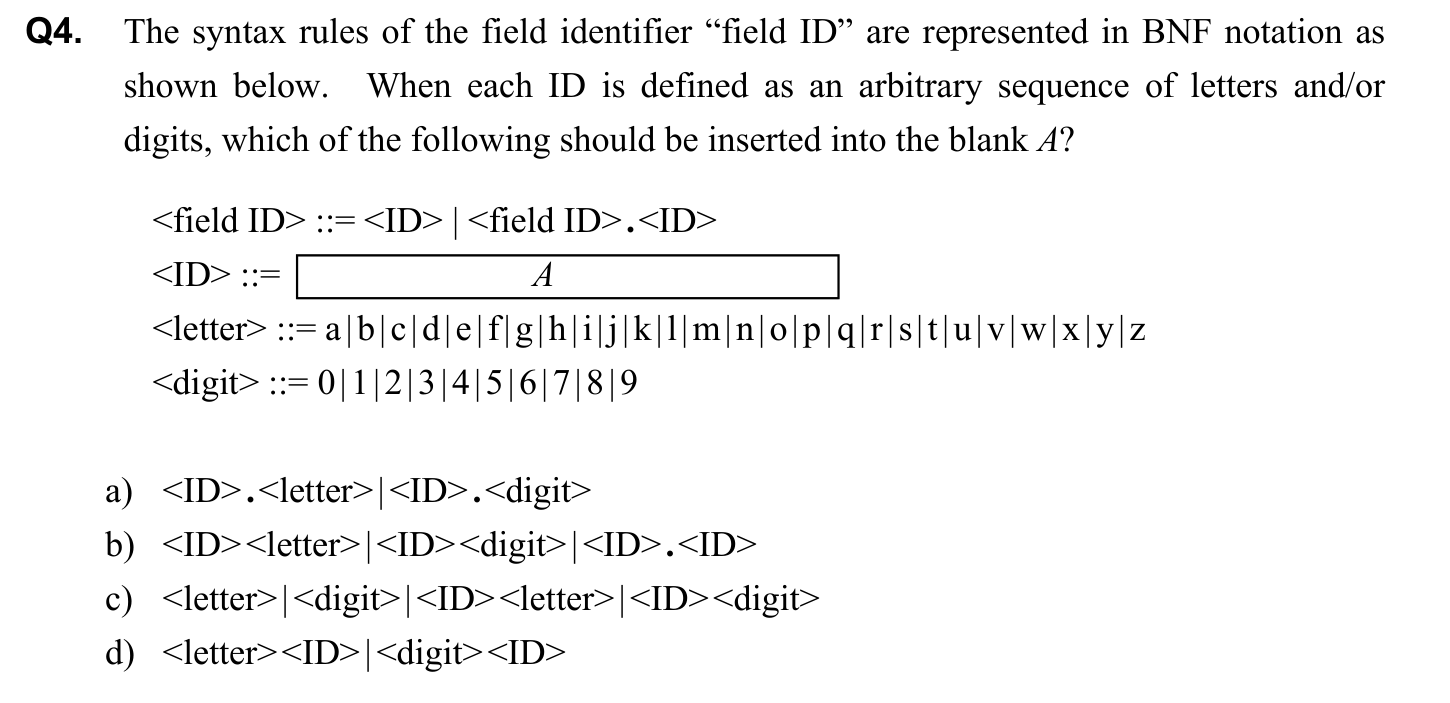 Q4. The syntax rules of the field identifier “field ID” are represented in BNF notation as
shown below. When each ID is defined as an arbitrary sequence of letters and/or
digits, which of the following should be inserted into the blank A?
<field ID> ::= <ID> | <field ID>.<ID>
<ID> ::= A
<letter> ::= a|b|c|d|e|f|g|h|i|j|k|l|m|n|o|p|q|r|s|t|u|v|w|x|y|z
<digit> ::= 0|1|2|3|4|5|6|7|8|9
a) <ID>.<letter>|<ID>.<digit>
b) <ID><letter>|<ID><digit>|<ID>.<ID>
c) <letter>|<digit>|<ID><letter>|<ID><digit>
d) <letter><ID>|<digit><ID>